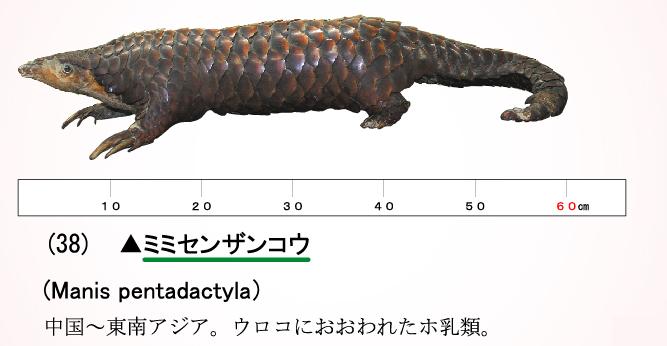 10 20 30 40 50 60㎝
(38) ▲ミミセンザンコウ
(Manis pentadactyla)
中国～東南アジア。ウロコにおおわれたホ乳類。